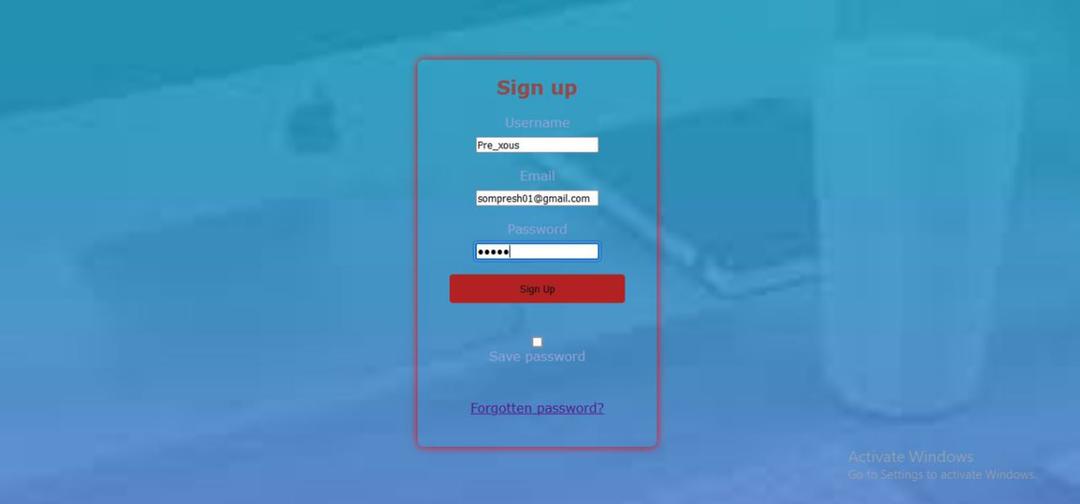 Sign up
Username
Pre_xous
Email
sompresh01@gmail.com
Password
•••••
Sign Up
Save password
Forgotten password?
Activate Windows
Go to Settings to activate Windows.